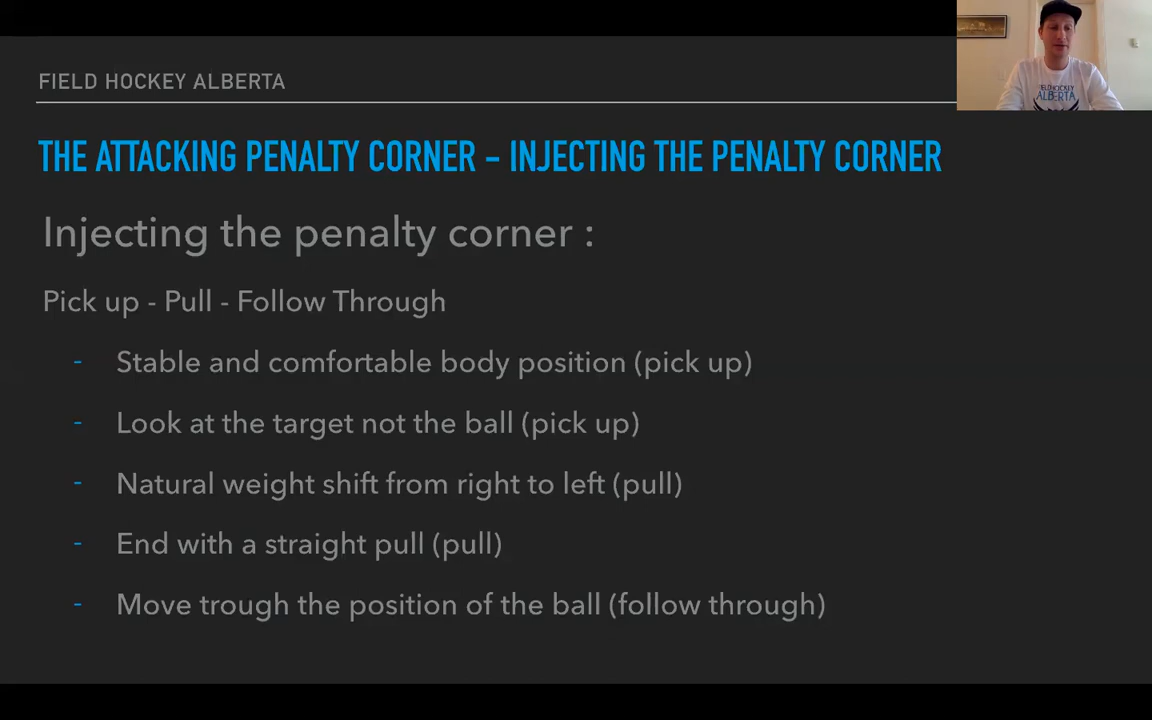 FIELD HOCKEY ALBERTA
THE ATTACKING PENALTY CORNER - INJECTING THE PENALTY CORNER
Injecting the penalty corner :
Pick up - Pull - Follow Through
- Stable and comfortable body position (pick up)
- Look at the target not the ball (pick up)
- Natural weight shift from right to left (pull)
- End with a straight pull (pull)
- Move trough the position of the ball (follow through)
ALBERTA